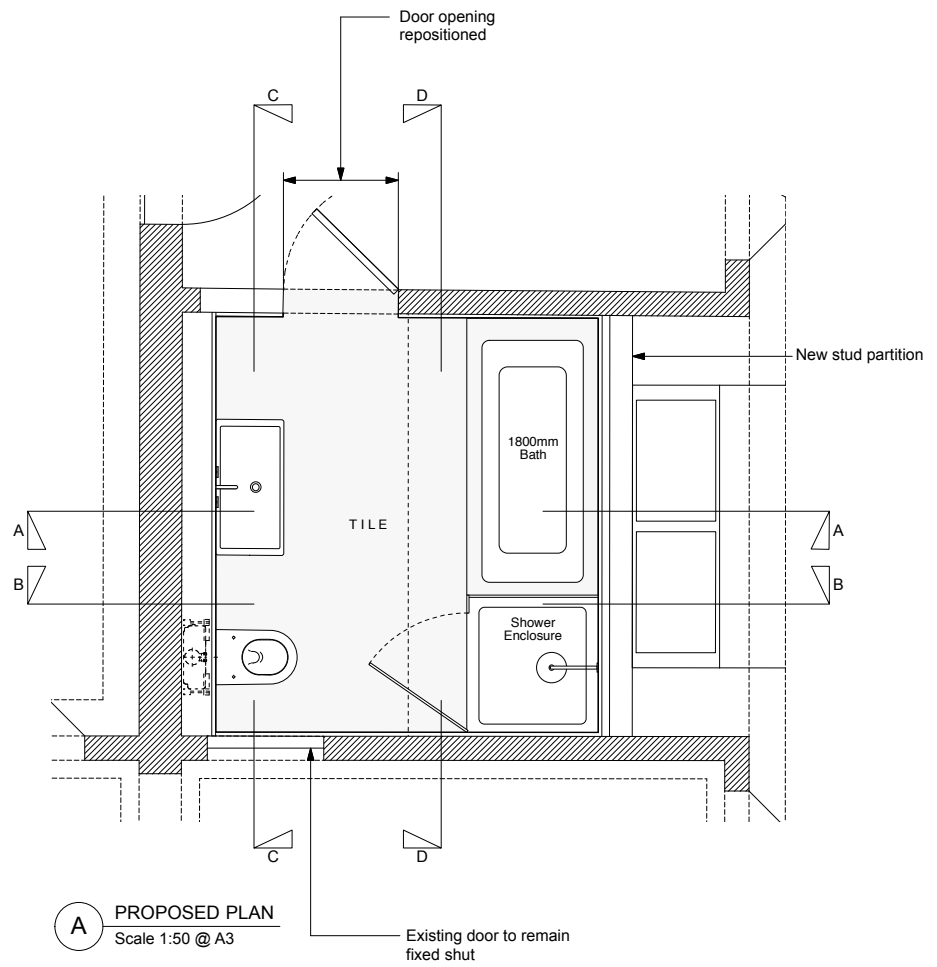 Door opening
repositioned
C
D
New stud partition
1800mm
Bath
A
TILE
A
B
B
Shower
Enclosure
C
D
A
PROPOSED PLAN
Scale 1:50 @ A3
Existing door to remain
fixed shut